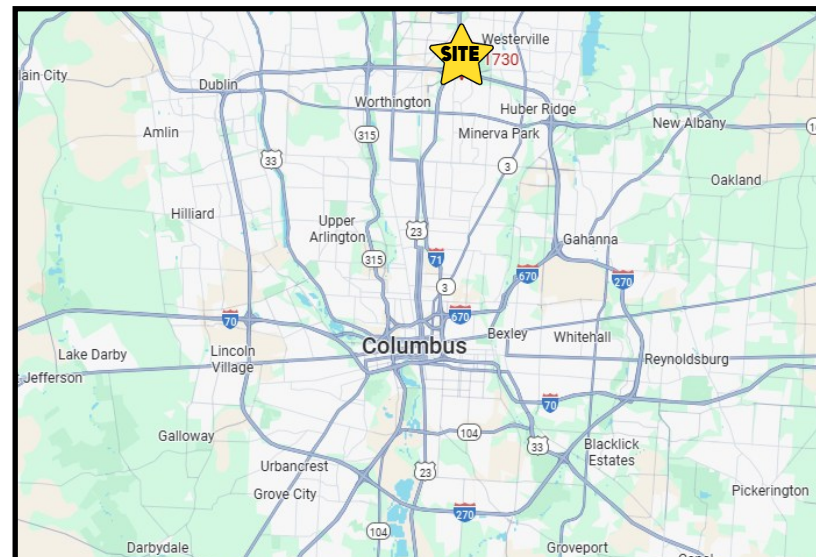 Westerville
SITE
1730
lain City
Dublin
Worthington
Huber Ridge
New Albany
Amlin
315
Minerva Park
33
3
Oakland
Hilliard
Upper
Arlington
23
Gahanna
315
71
670
270
3
70
670
Bexley
Whitehall
Columbus
Lake Darby
Lincoln
Village
Reynoldsburg
Jefferson
70
Galloway
104
33
Blacklick
Estates
Urbancrest
23
Grove City
Pickerington
270
104
Darbydale
Groveport